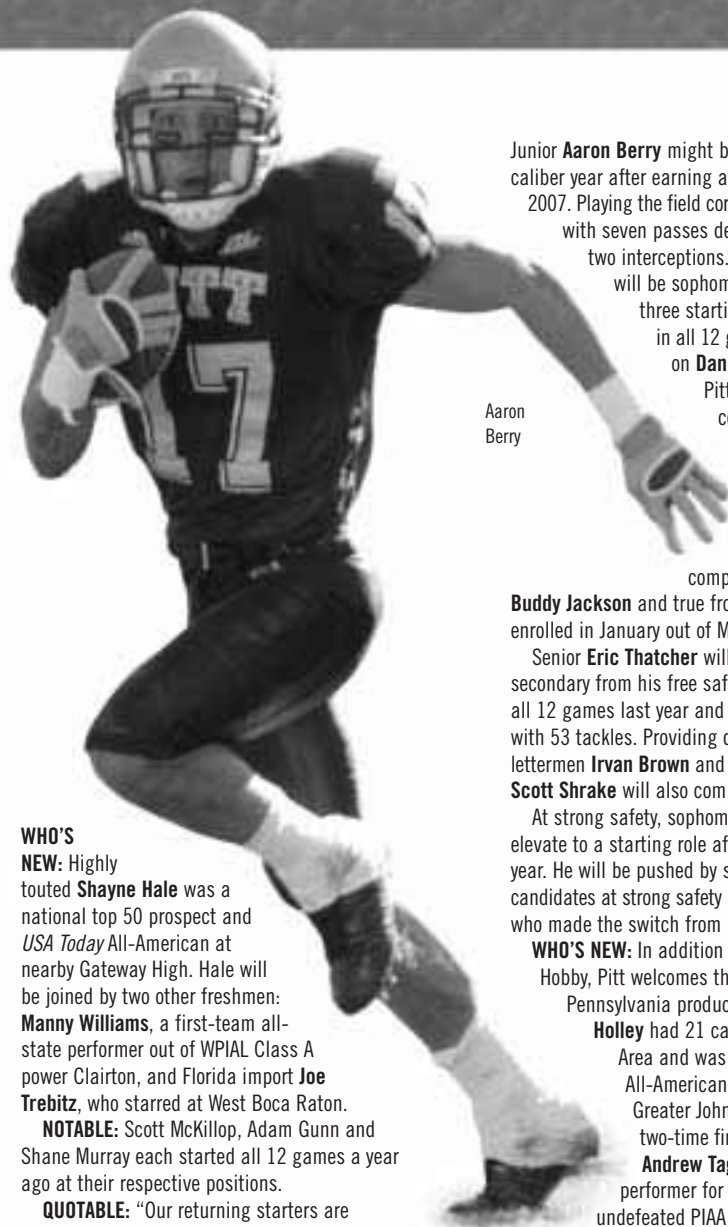 ITT
17
Aaron
Berry
WHO'S
NEW: Highly
touted Shayne Hale was a
national top 50 prospect and
USA Today All-American at
nearby Gateway High. Hale will
be joined by two other freshmen:
Manny Williams, a first-team all-
state performer out of WPIAL Class A
power Clairton, and Florida import Joe
Trebitz, who starred at West Boca Raton.
NOTABLE: Scott McKillop, Adam Gunn and
Shane Murray each started all 12 games a year
ago at their respective positions.
QUOTABLE: “Our returning starters are
Junior Aaron Berry might b
caliber year after earning a
2007. Playing the field cor
with seven passes de
two interceptions.
will be sophom
three starti
in all 12 g
on Dan
Pitt
c
comp
Buddy Jackson and true fro
enrolled in January out of M
Senior Eric Thatcher will
secondary from his free saf
all 12 games last year and
with 53 tackles. Providing d
lettermen Irvan Brown and
Scott Shrake will also com
At strong safety, sophom
elevate to a starting role af
year. He will be pushed by s
candidates at strong safety
who made the switch from
WHO'S NEW: In addition
Hobby, Pitt welcomes th
Pennsylvania produc
Holley had 21 ca
Area and was
All-American
Greater John
two-time fir
Andrew Tag
performer for
undefeated PIAA